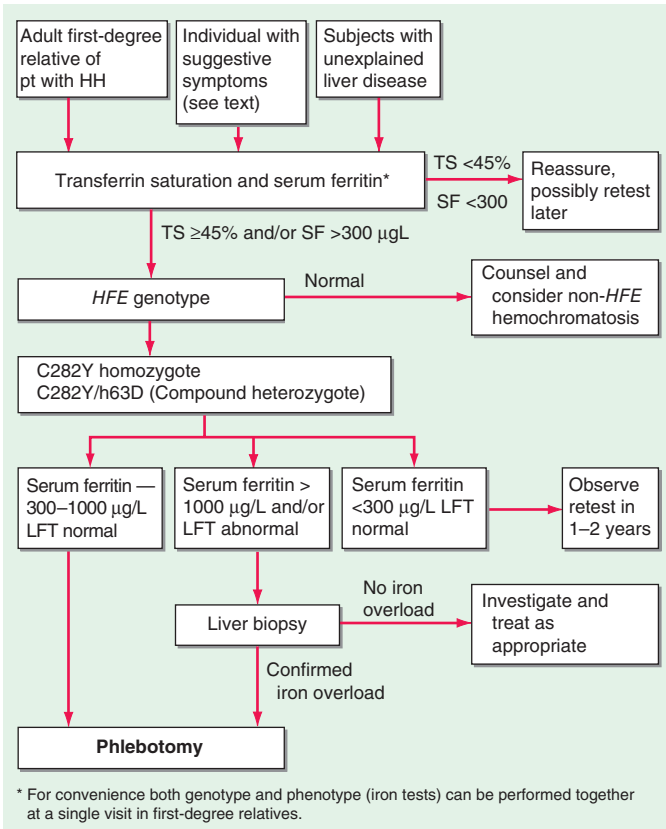 Adult first-degree
relative of
pt with HH
Individual with
suggestive
symptoms
(see text)
Subjects with
unexplained
liver disease
Transferrin saturation and serum ferritin*
TS <45%
SF <300
Reassure,
possibly retest
later
TS ≥45% and/or SF >300 μgL
HFE genotype
Normal
Counsel and
consider non-HFE
hemochromatosis
C282Y homozygote
C282Y/h63D (Compound heterozygote)
Serum ferritin —
300–1000 μg/L
LFT normal
Serum ferritin >
1000 μg/L and/or
LFT abnormal
Serum ferritin
<300 μg/L LFT
normal
Observe
retest in
1–2 years
Liver biopsy
No iron
overload
Investigate and
treat as
appropriate
Confirmed
iron overload
Phlebotomy
* For convenience both genotype and phenotype (iron tests) can be performed together
at a single visit in first-degree relatives.